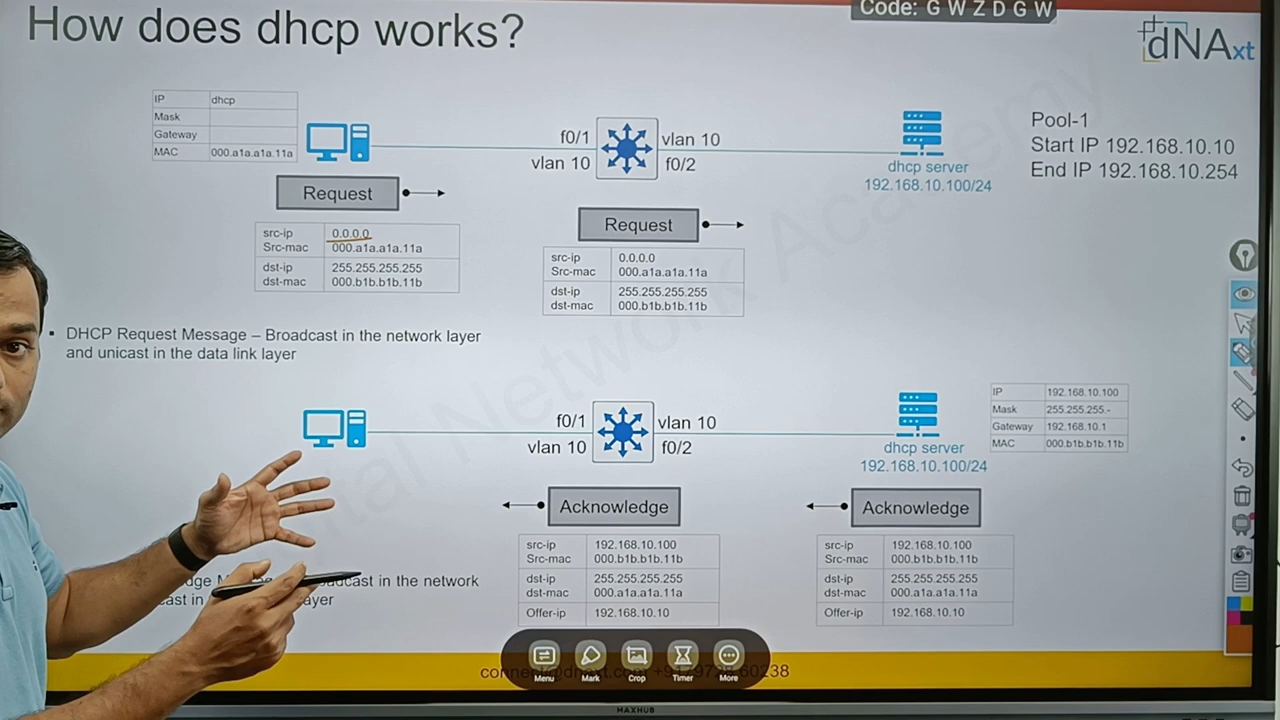 Code: G W Z D G W
How does dhcp works?
dNAxt
IP dhcp
Mask
Gateway
MAC 000.a1a.a1a.11a
f0/1
vlan 10
vlan 10
f0/2
dhcp server
192.168.10.100/24
Pool-1
Start IP 192.168.10.10
End IP 192.168.10.254
Request
src-ip 0.0.0.0
Src-mac 000.a1a.a1a.11a
dst-ip 255.255.255.255
dst-mac 000.b1b.b1b.11b
Request
src-ip 0.0.0.0
Src-mac 000.a1a.a1a.11a
dst-ip 255.255.255.255
dst-mac 000.b1b.b1b.11b
▪ DHCP Request Message – Broadcast in the network layer
and unicast in the data link layer
f0/1
vlan 10
vlan 10
f0/2
dhcp server
192.168.10.100/24
IP 192.168.10.100
Mask 255.255.255.-
Gateway 192.168.10.1
MAC 000.b1b.b1b.11b
Acknowledge
src-ip 192.168.10.100
Src-mac 000.b1b.b1b.11b
dst-ip 255.255.255.255
dst-mac 000.a1a.a1a.11a
Offer-ip 192.168.10.10
Acknowledge
src-ip 192.168.10.100
Src-mac 000.b1b.b1b.11b
dst-ip 255.255.255.255
dst-mac 000.a1a.a1a.11a
Offer-ip 192.168.10.10
in the network
Network Academy
Menu Mark Crop Timer More
MAXHUB